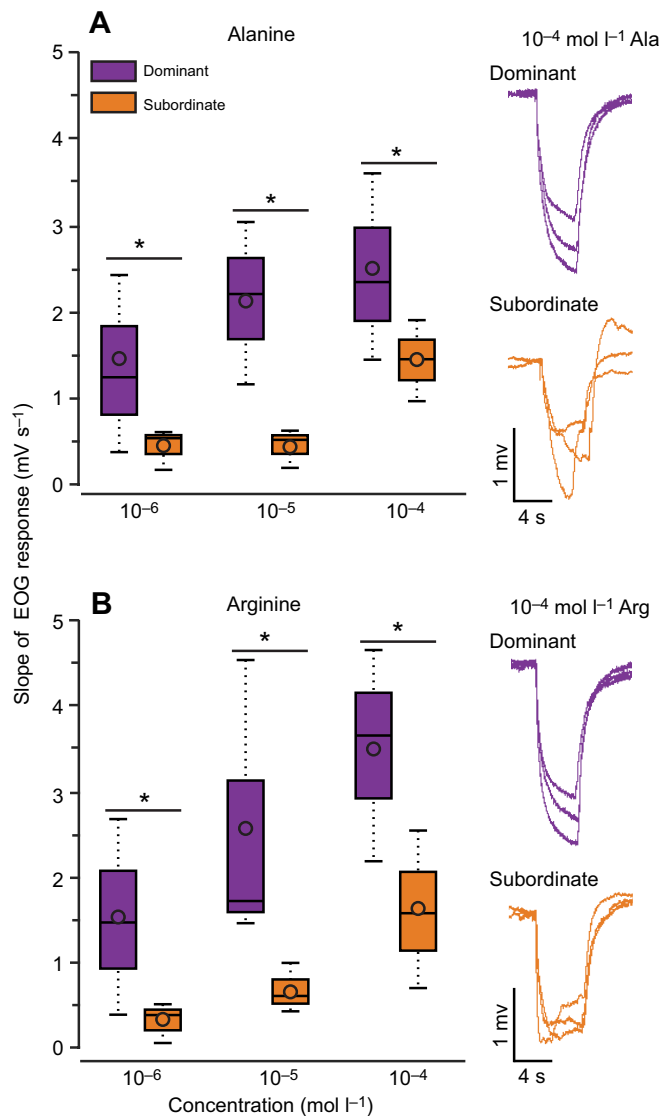 A
Alanine
10⁻⁴ mol l⁻¹ Ala
Dominant
Subordinate
Dominant
Subordinate
1 mv
4 s
5
4
3
2
1
0
* * *
10⁻⁶ 10⁻⁵ 10⁻⁴
Slope of EOG response (mV s⁻¹)
B
Arginine
10⁻⁴ mol l⁻¹ Arg
Dominant
Subordinate
1 mv
4 s
5
4
3
2
1
0
* * *
10⁻⁶ 10⁻⁵ 10⁻⁴
Concentration (mol l⁻¹)